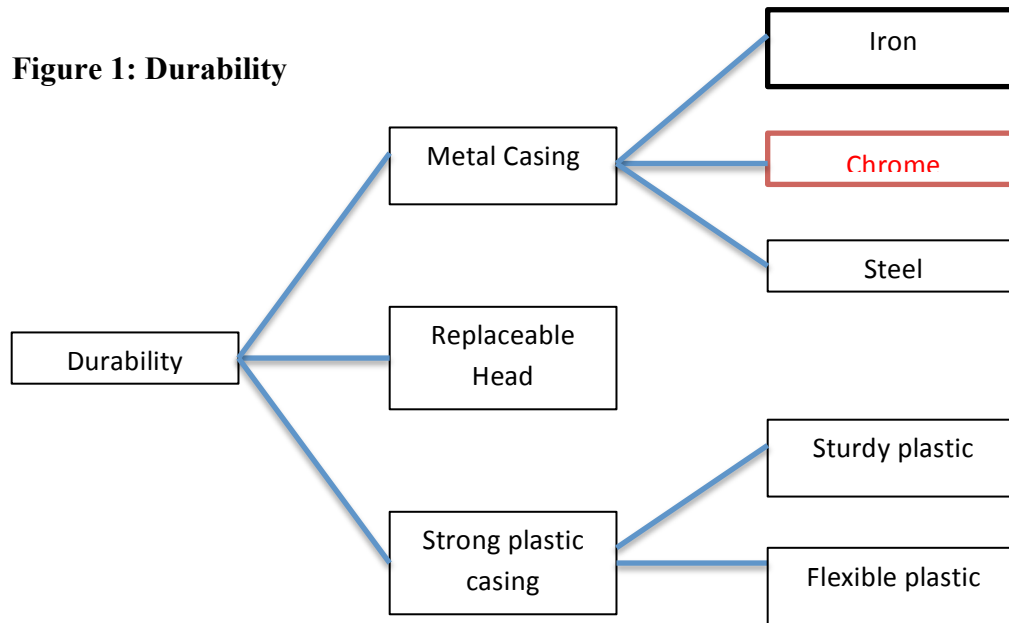 Figure 1: Durability
Iron
Metal Casing
Chrome
Steel
Replaceable
Head
Durability
Sturdy plastic
Strong plastic
casing
Flexible plastic